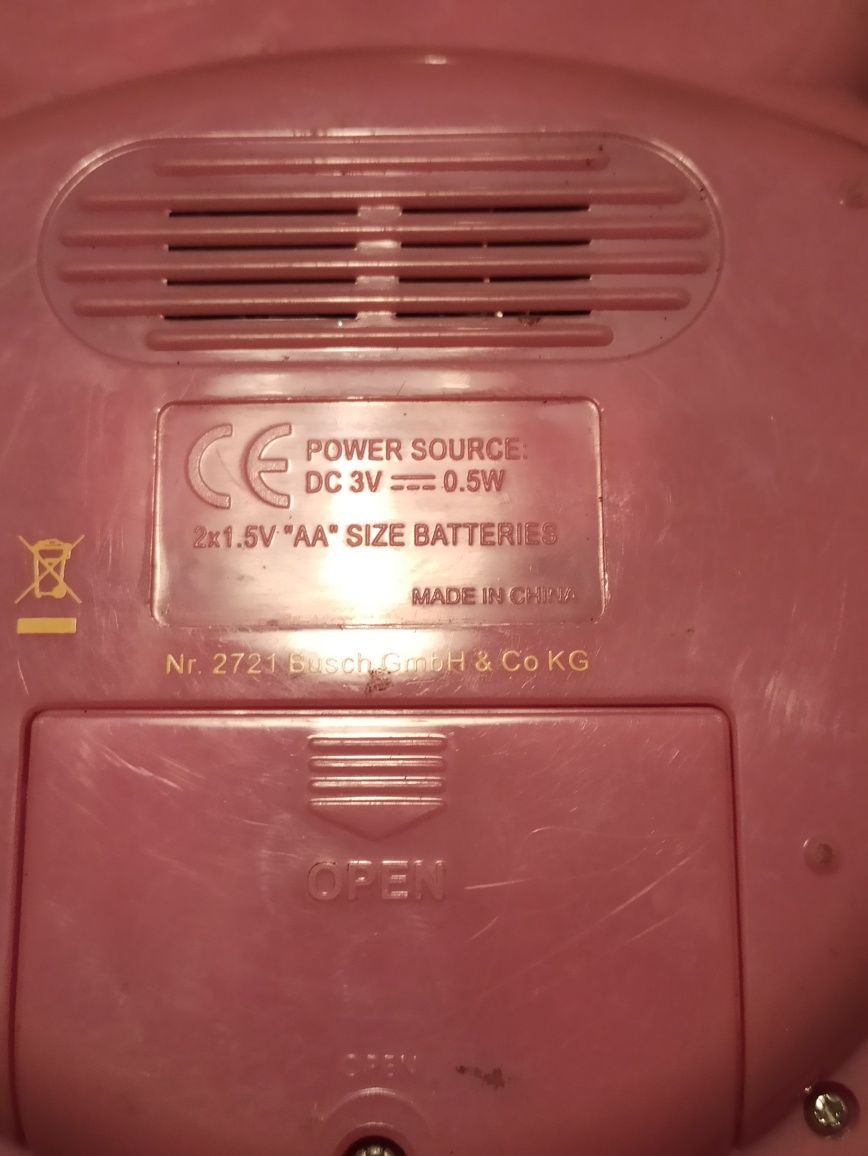 CE POWER SOURCE:
DC 3V ⎓ 0.5W
2x1.5V "AA" SIZE BATTERIES
MADE IN CHINA
Nr. 2721 Busch GmbH & Co KG
OPEN
OPEN